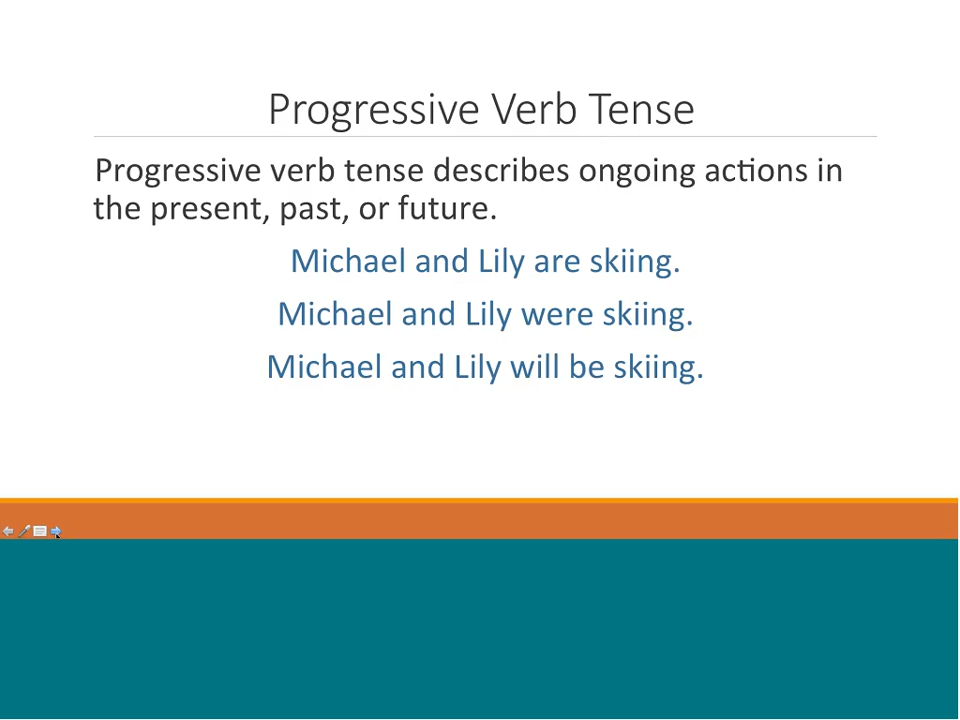 Progressive Verb Tense
Progressive verb tense describes ongoing actions in
the present, past, or future.
Michael and Lily are skiing.
Michael and Lily were skiing.
Michael and Lily will be skiing.